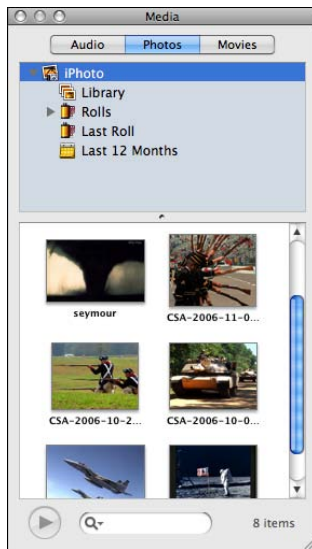 Media
Audio Photos Movies
iPhoto
Library
Rolls
Last Roll
Last 12 Months
seymour
CSA-2006-11-0...
CSA-2006-10-2...
CSA-2006-10-0...
8 items